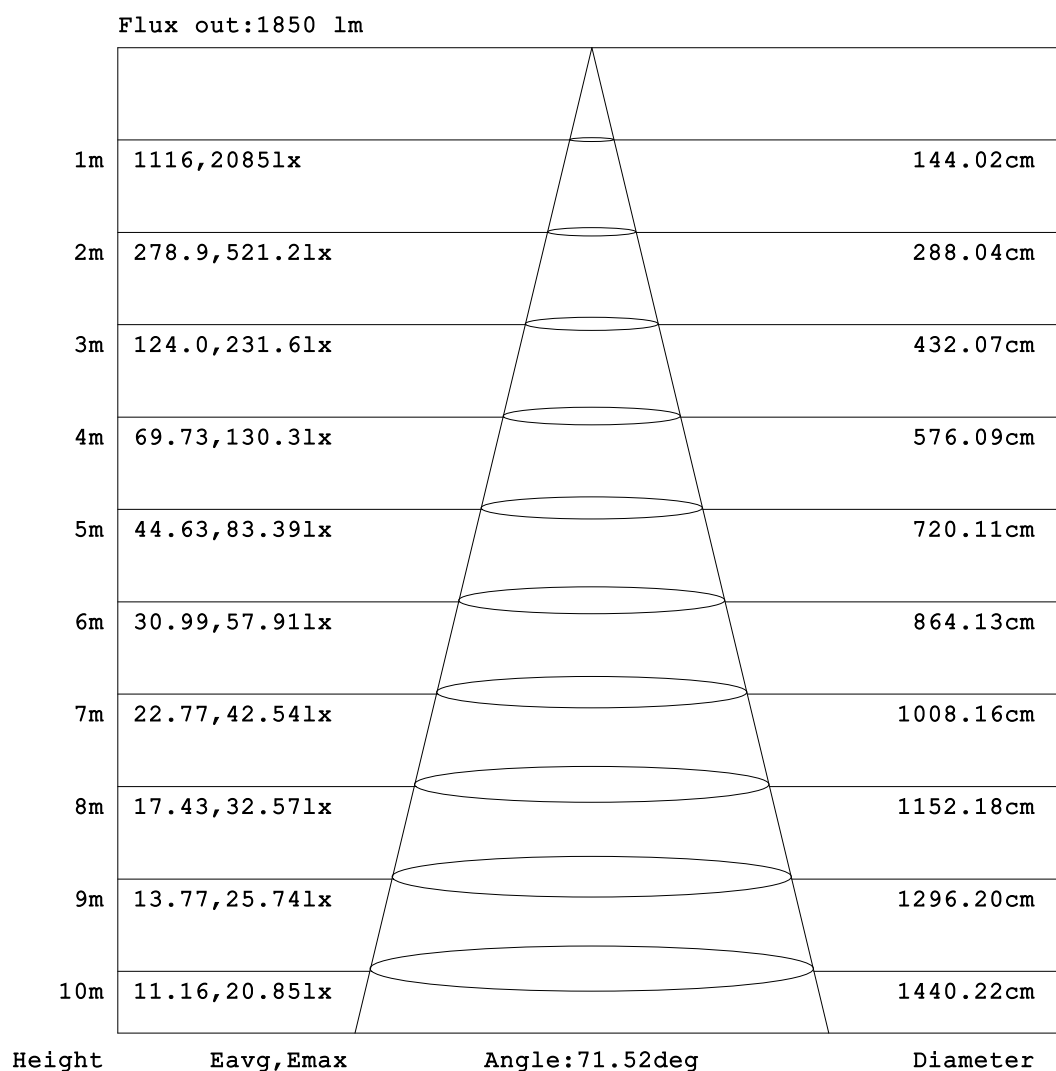 Flux out:1850 lm
1m 1116,2085lx 144.02cm
2m 278.9,521.2lx 288.04cm
3m 124.0,231.6lx 432.07cm
4m 69.73,130.3lx 576.09cm
5m 44.63,83.39lx 720.11cm
6m 30.99,57.91lx 864.13cm
7m 22.77,42.54lx 1008.16cm
8m 17.43,32.57lx 1152.18cm
9m 13.77,25.74lx 1296.20cm
10m 11.16,20.85lx 1440.22cm
Height Eavg,Emax Angle:71.52deg Diameter